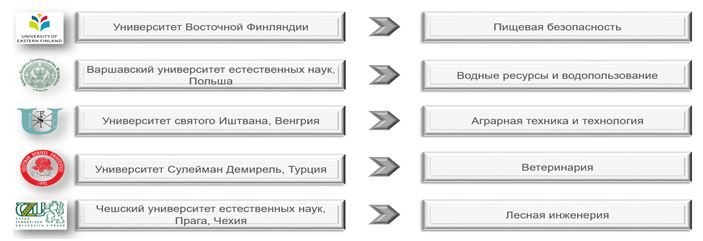 UNIVERSITY OF
EASTERN FINLAND
Университет Восточной Финляндии
Пищевая безопасность
Варшавский университет естественных наук,
Польша
Водные ресурсы и водопользование
Университет святого Иштвана, Венгрия
Аграрная техника и технология
1992
Университет Сулейман Демирель, Турция
Ветеринария
Чешский университет естественных наук,
Прага, Чехия
Лесная инженерия